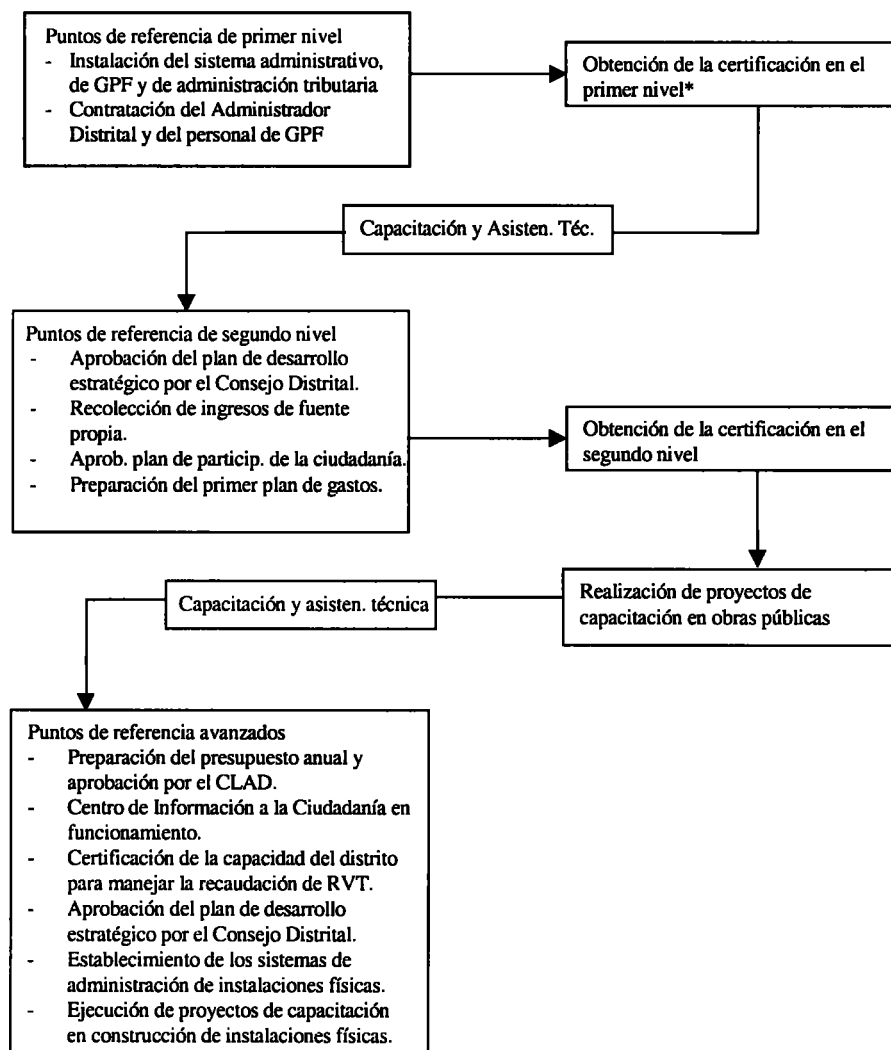 Puntos de referencia de primer nivel
- Instalación del sistema administrativo,
de GPF y de administración tributaria
- Contratación del Administrador
Distrital y del personal de GPF
Obtención de la certificación en el
primer nivel*
Capacitación y Asisten. Téc.
Puntos de referencia de segundo nivel
- Aprobación del plan de desarrollo
estratégico por el Consejo Distrital.
- Recolección de ingresos de fuente
propia.
- Aprob. plan de particip. de la ciudadanía.
- Preparación del primer plan de gastos.
Obtención de la certificación en el
segundo nivel
Realización de proyectos de
capacitación en obras públicas
Capacitación y asisten. técnica
Puntos de referencia avanzados
- Preparación del presupuesto anual y
aprobación por el CLAD.
- Centro de Información a la Ciudadanía en
funcionamiento.
- Certificación de la capacidad del distrito
para manejar la recaudación de RVT.
- Aprobación del plan de desarrollo
estratégico por el Consejo Distrital.
- Establecimiento de los sistemas de
administración de instalaciones físicas.
- Ejecución de proyectos de capacitación
en construcción de instalaciones físicas.